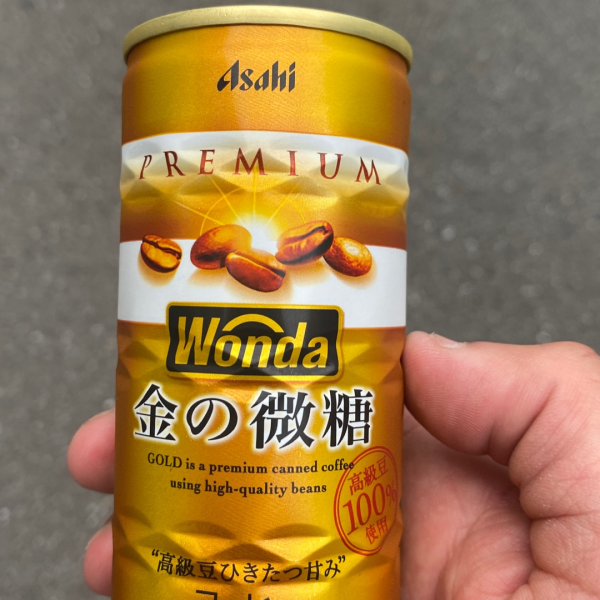 Asahi
PREMIUM
Wonda
金の微糖
GOLD is a premium canned coffee
using high-quality beans
高級豆
100%
使用
“高級豆ひきたつ甘み”